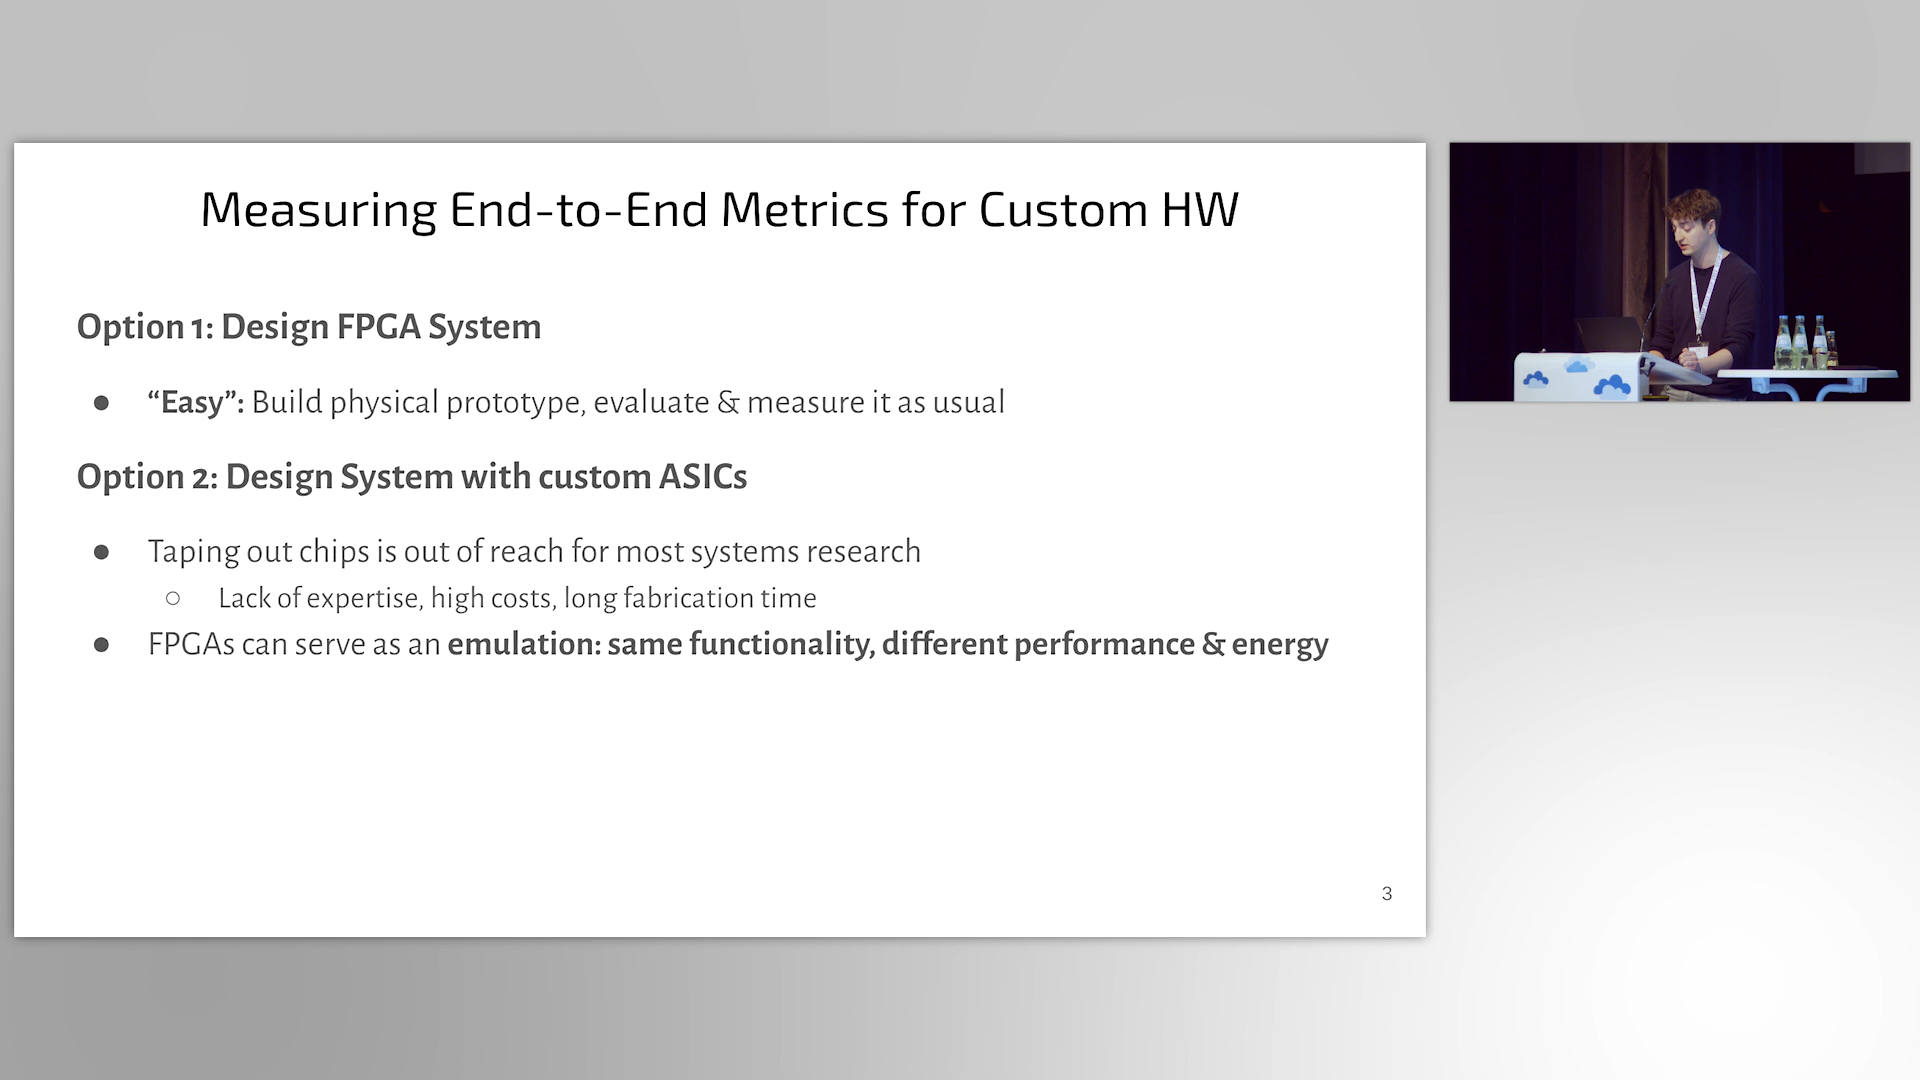 Measuring End-to-End Metrics for Custom HW
Option 1: Design FPGA System
● “Easy”: Build physical prototype, evaluate & measure it as usual
Option 2: Design System with custom ASICs
● Taping out chips is out of reach for most systems research
○ Lack of expertise, high costs, long fabrication time
● FPGAs can serve as an emulation: same functionality, different performance & energy
3